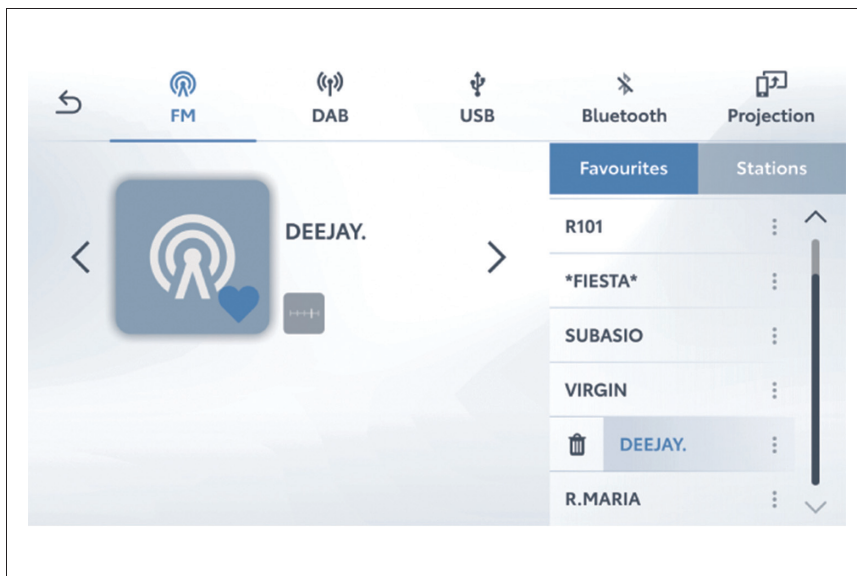 FM
DAB
USB
Bluetooth
Projection
Favourites
Stations
DEEJAY.
R101
*FIESTA*
SUBASIO
VIRGIN
DEEJAY.
R.MARIA